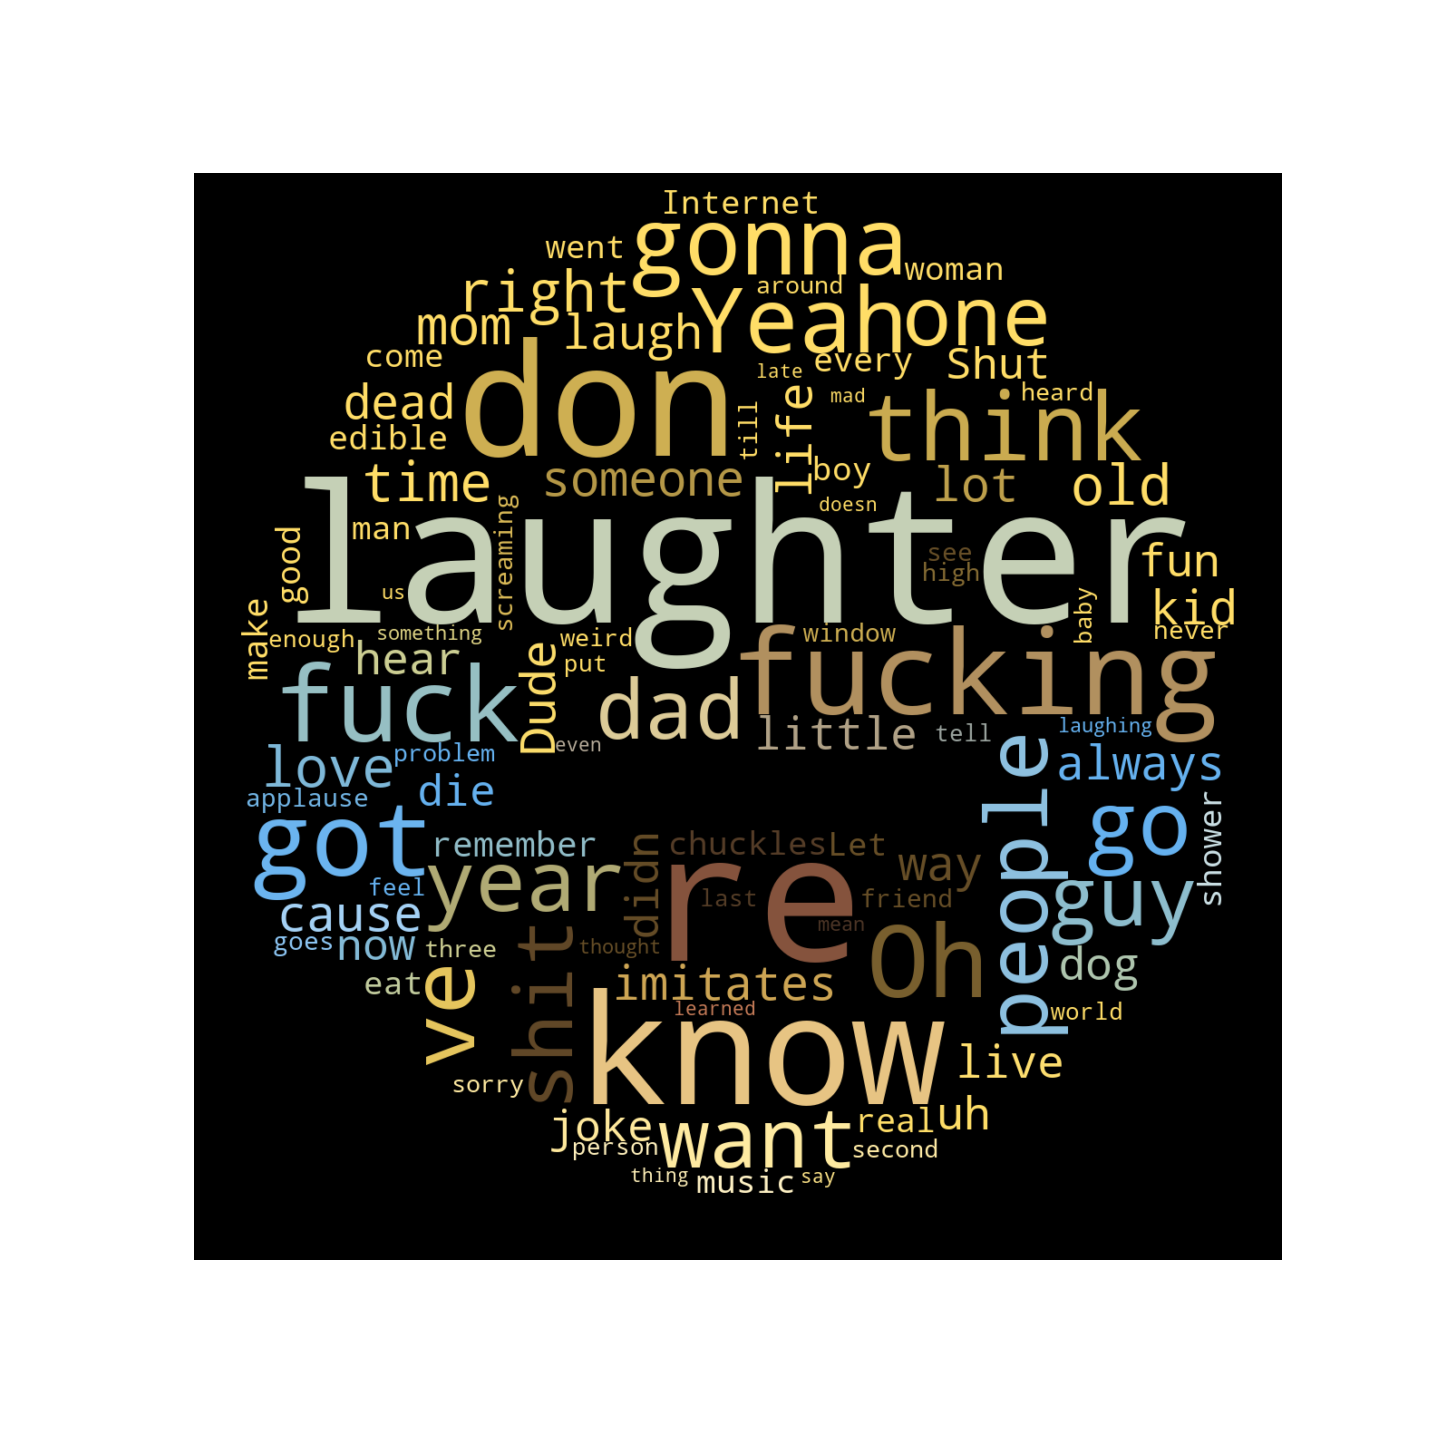 Internet
gonna
went
woman
right
around
Yeah
one
mom
laugh
come
every
Shut
late
don
life
mad
heard
dead
think
till
edible
time
someone
boy
lot
old
doesn
laughter
man
screaming
good
see
high
fun
us
kid
baby
make
enough
something
weird
window
never
hear
put
fucking
fuck
Dude
dad
little
tell
laughing
even
love
problem
people
always
die
applause
got
go
shower
remember
didn
chuckles
Let
way
year
re
feel
last
friend
guy
cause
mean
goes
now
three
shit
thought
Oh
dog
eat
ve
imitates
learned
world
know
live
sorry
joke
want
real
uh
person
second
thing
music
say